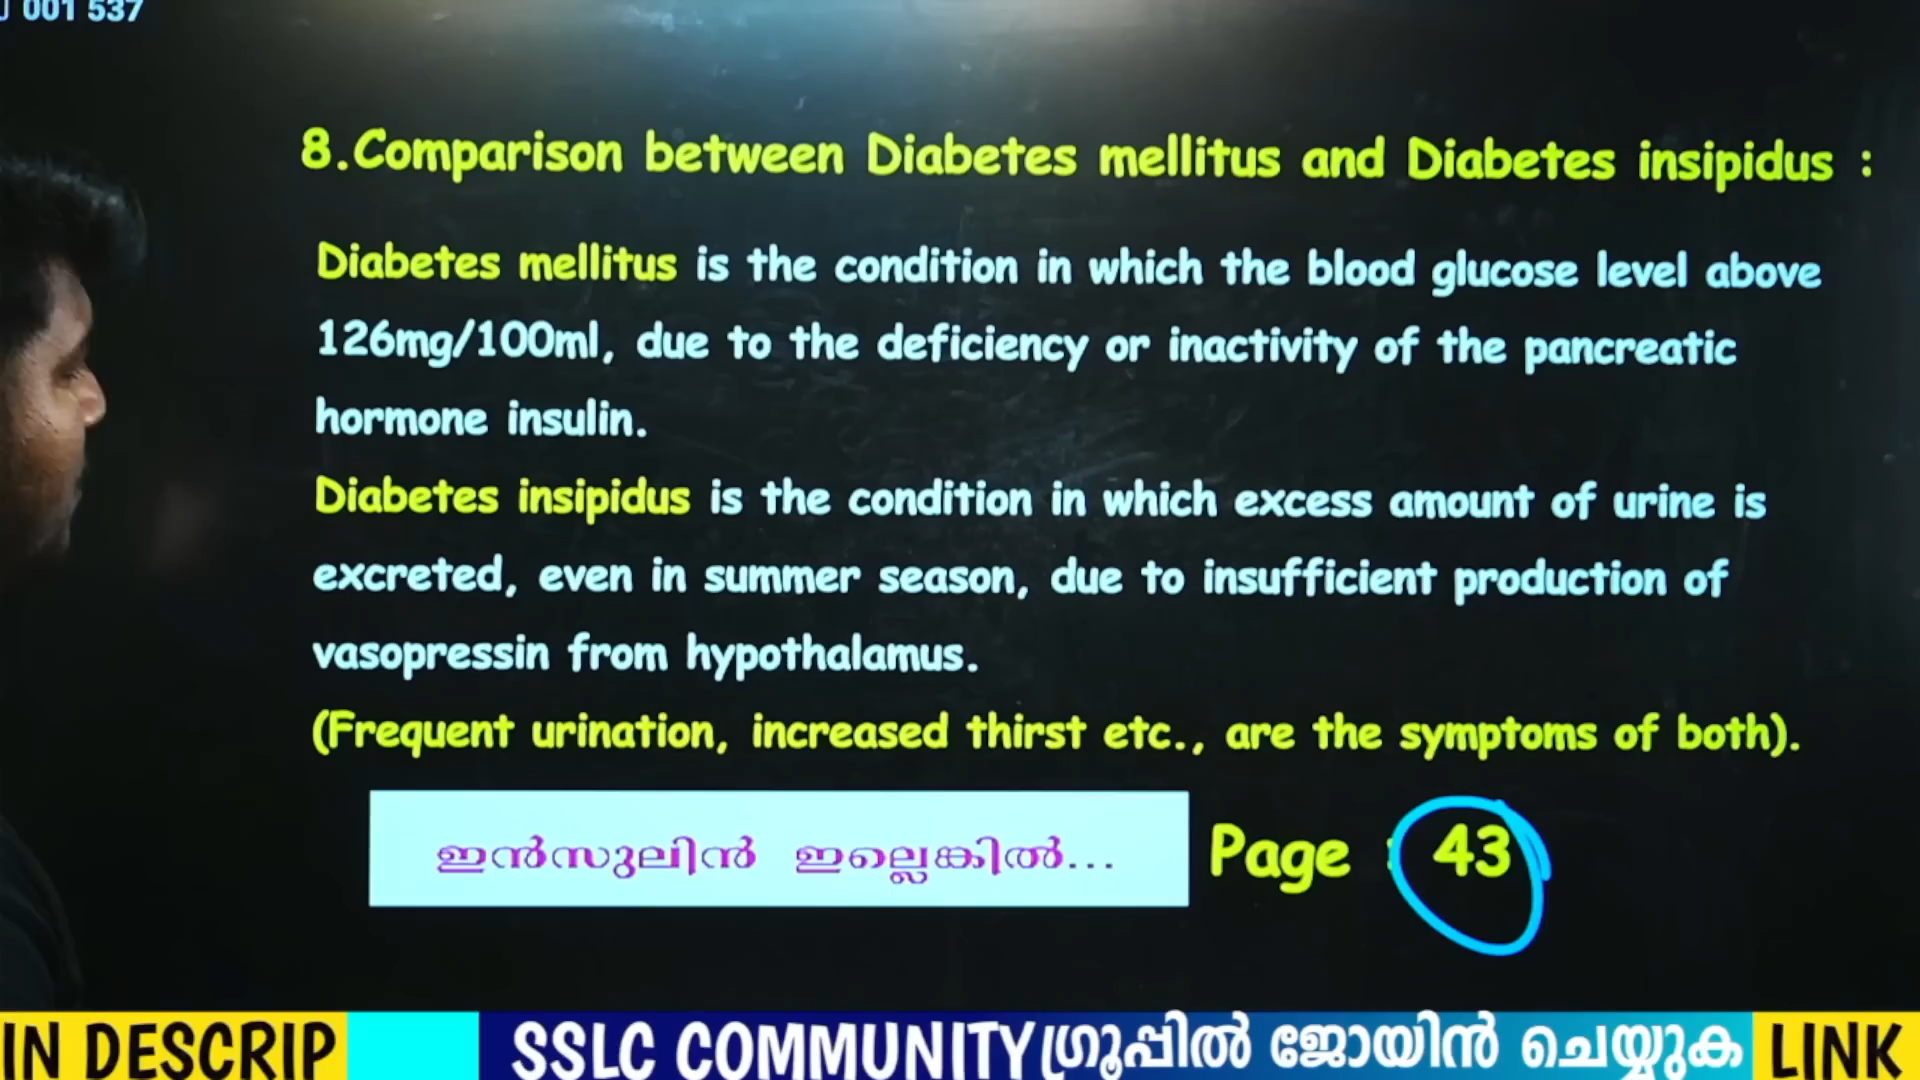 001 537
8.Comparison between Diabetes mellitus and Diabetes insipidus :
Diabetes mellitus is the condition in which the blood glucose level above
126mg/100ml, due to the deficiency or inactivity of the pancreatic
hormone insulin.
Diabetes insipidus is the condition in which excess amount of urine is
excreted, even in summer season, due to insufficient production of
vasopressin from hypothalamus.
(Frequent urination, increased thirst etc., are the symptoms of both).
ഇൻസുലിൻ ഇല്ലെങ്കിൽ... Page : 43
IN DESCRIP SSLC COMMUNITY ഗ്രൂപ്പിൽ ജോയിൻ ചെയ്യുക LINK